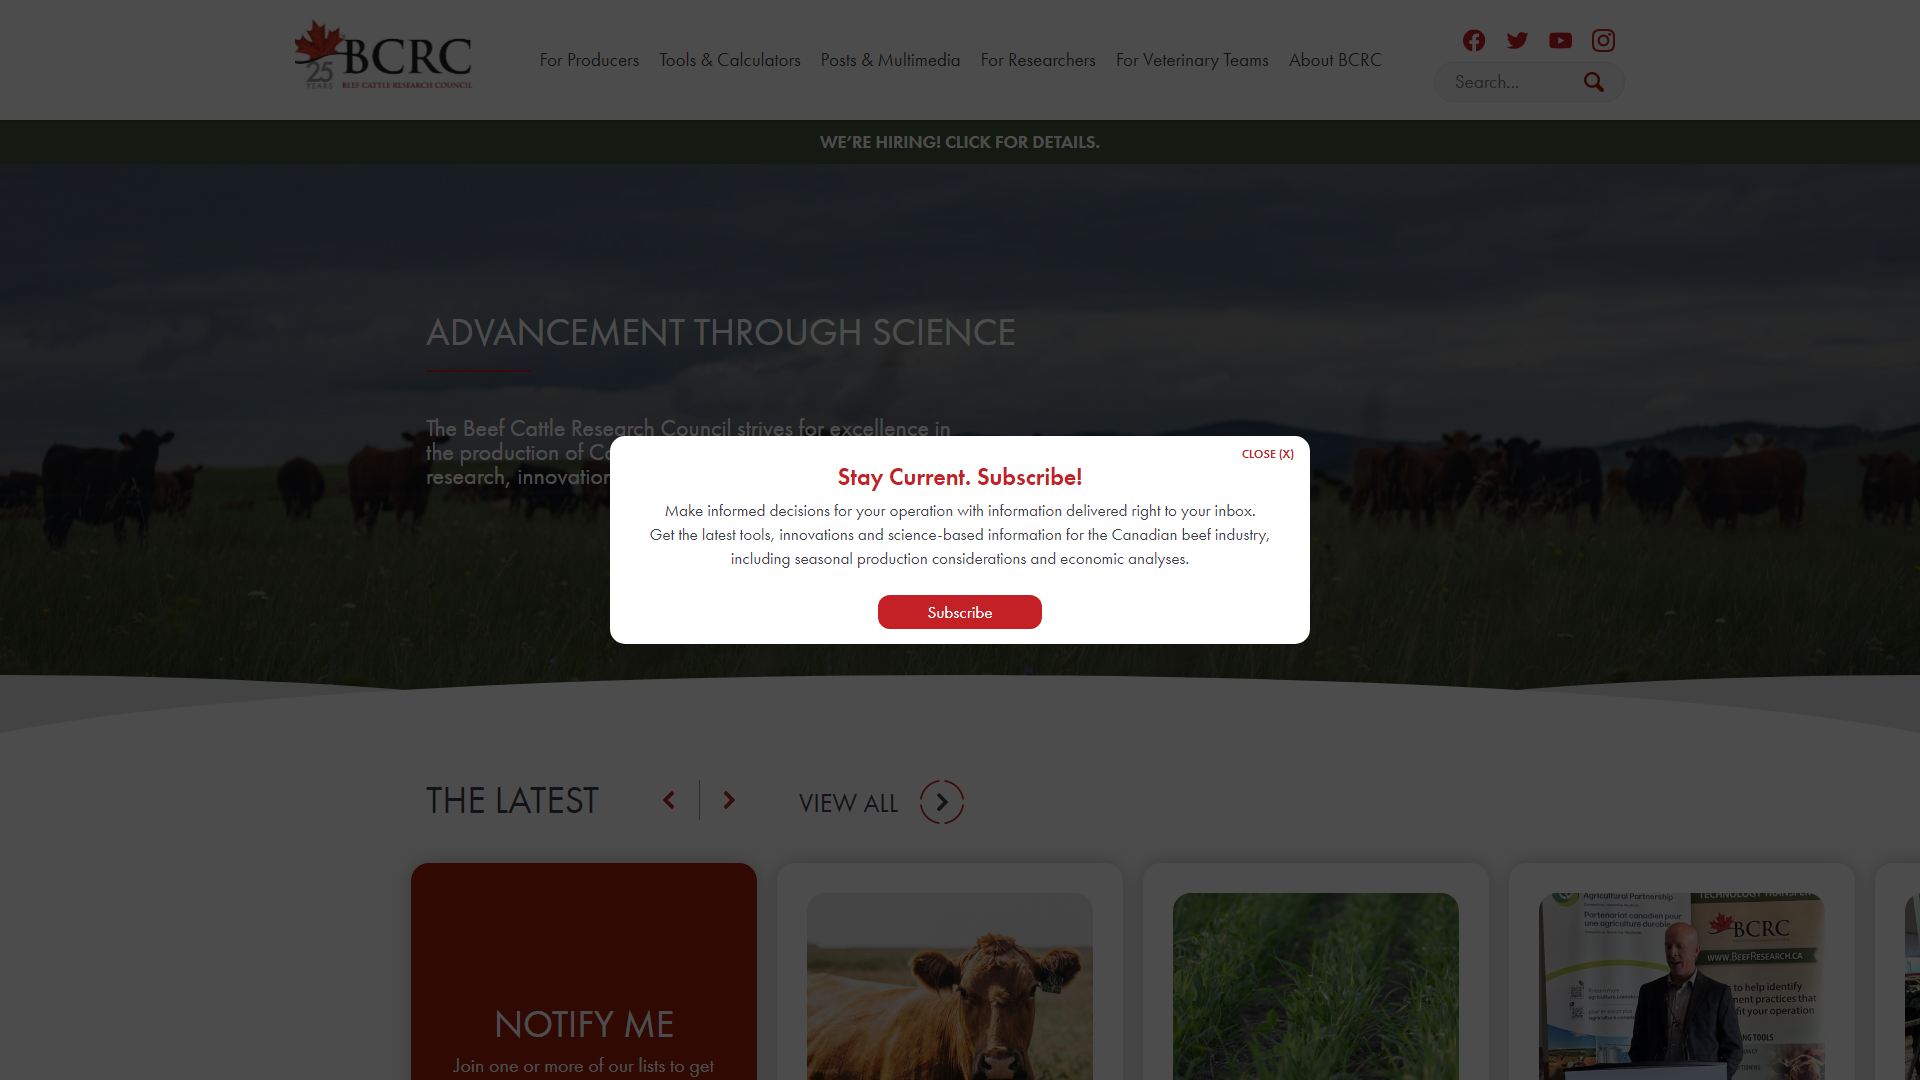 25
YEARS
BCRC
BEEF CATTLE RESEARCH COUNCIL
For Producers
Tools & Calculators
Posts & Multimedia
For Researchers
For Veterinary Teams
About BCRC
Search...
WE'RE HIRING! CLICK FOR DETAILS.
ADVANCEMENT THROUGH SCIENCE
The Beef Cattle Research Council strives for excellence in
the production of
research, innovation
CLOSE (X)
Stay Current. Subscribe!
Make informed decisions for your operation with information delivered right to your inbox.
Get the latest tools, innovations and science-based information for the Canadian beef industry,
including seasonal production considerations and economic analyses.
Subscribe
THE LATEST
VIEW ALL
NOTIFY ME
Join one or more of our lists to get
Agricultural Partnership
Partenariat canadien pour
une agriculture durable
TECHNOLOGY TRANSFER
BCRC
WWW.BEEFRESEARCH.CA
to help identify
ment practices that
fit your operation
NG TOOLS